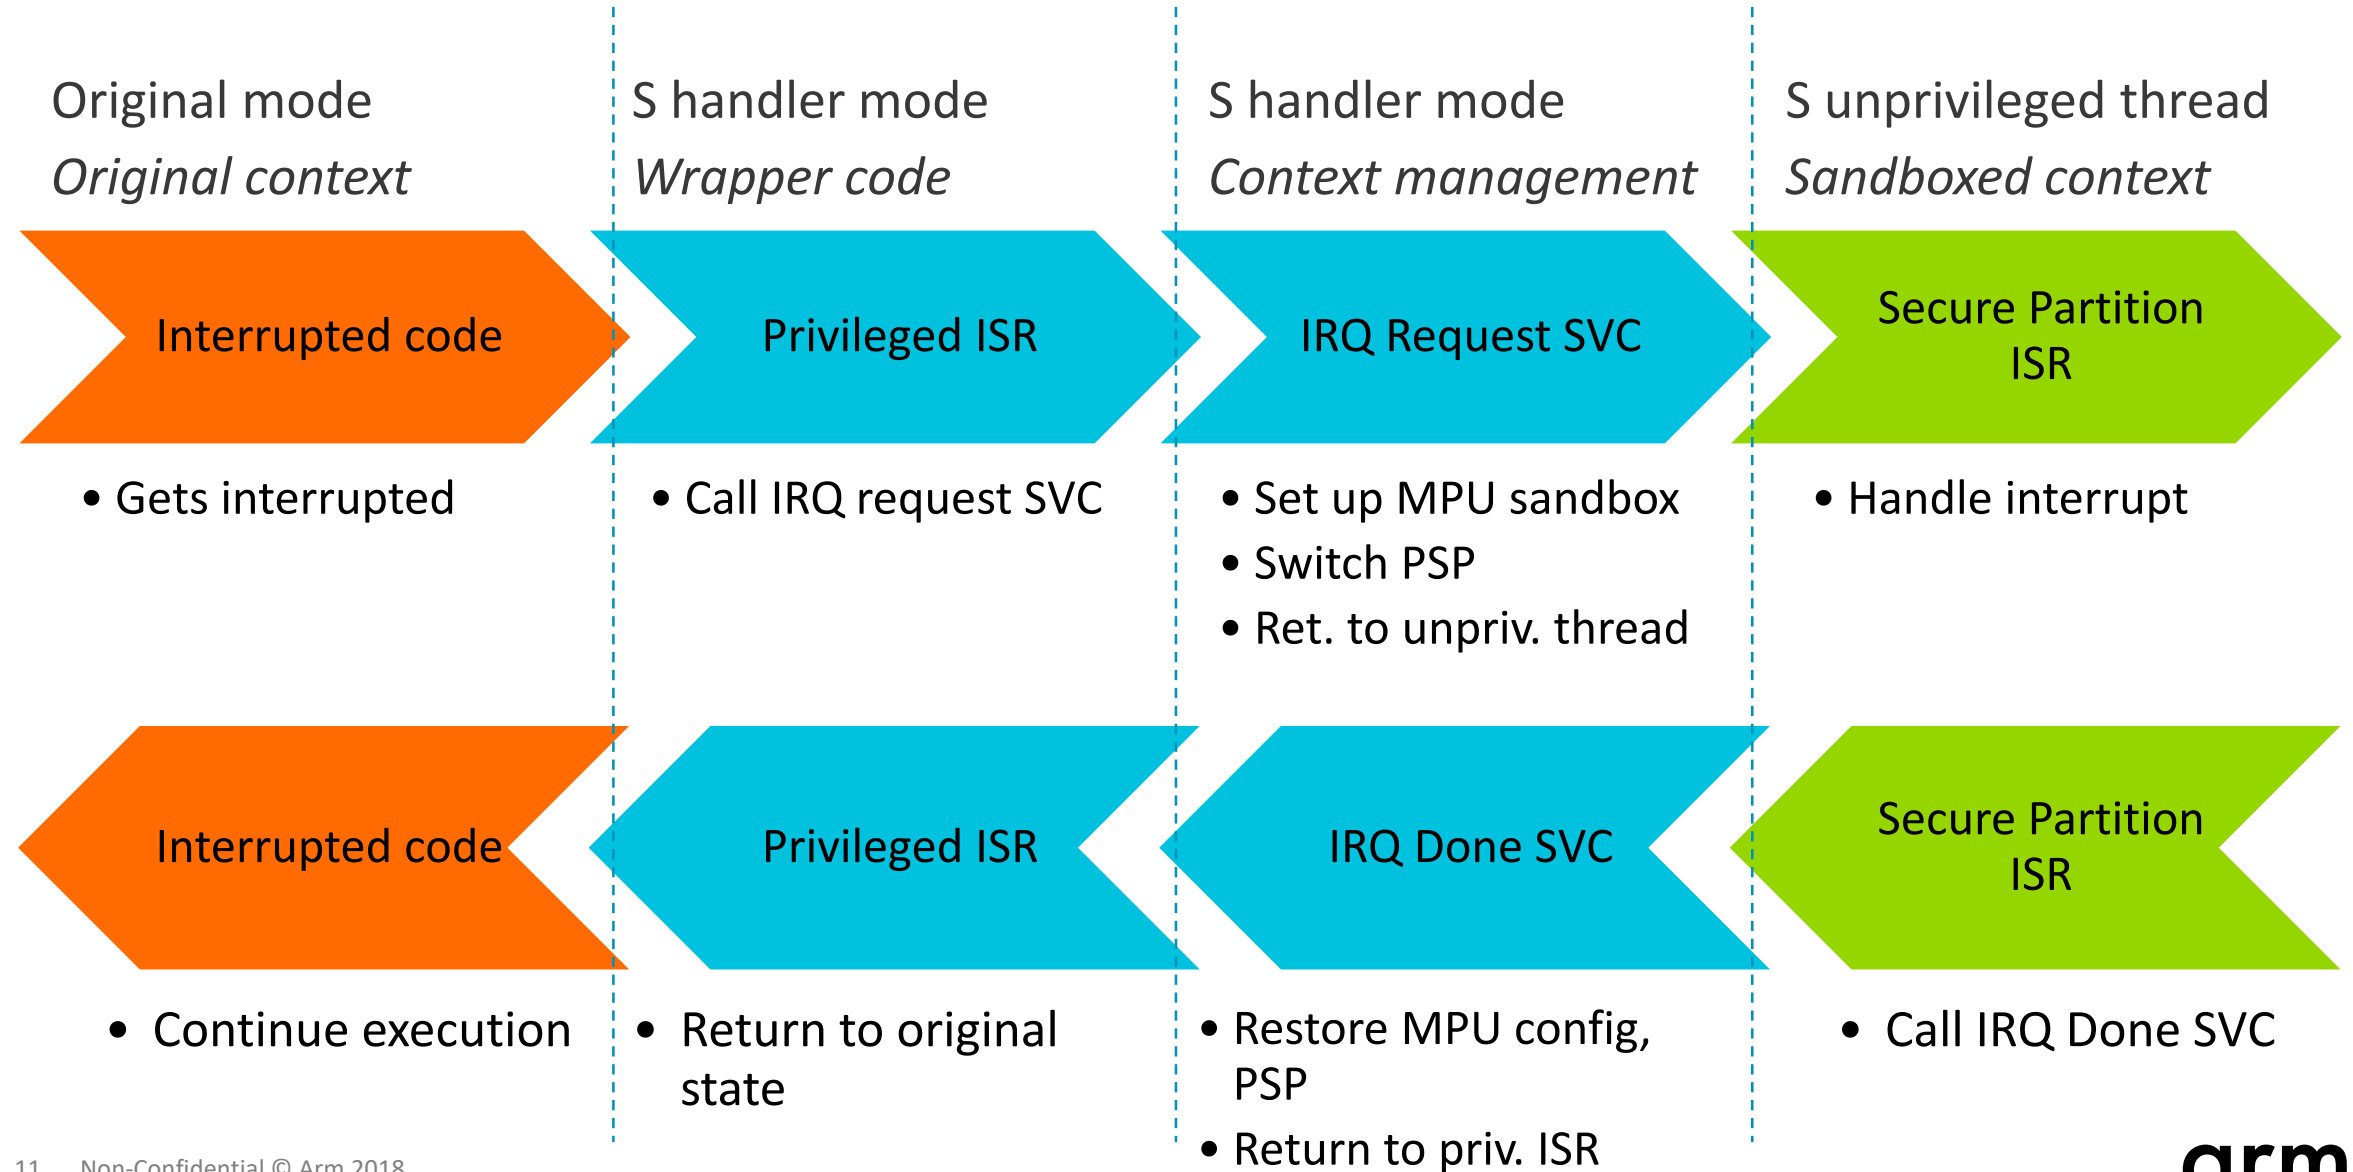 Original mode
Original context
S handler mode
Wrapper code
S handler mode
Context management
S unprivileged thread
Sandboxed context
Interrupted code
Privileged ISR
IRQ Request SVC
Secure Partition
ISR
• Gets interrupted
• Call IRQ request SVC
• Set up MPU sandbox
• Switch PSP
• Ret. to unpriv. thread
• Handle interrupt
Interrupted code
Privileged ISR
IRQ Done SVC
Secure Partition
ISR
• Continue execution
• Return to original
state
• Restore MPU config,
PSP
• Return to priv. ISR
• Call IRQ Done SVC
11 Non-Confidential © Arm 2018
arm